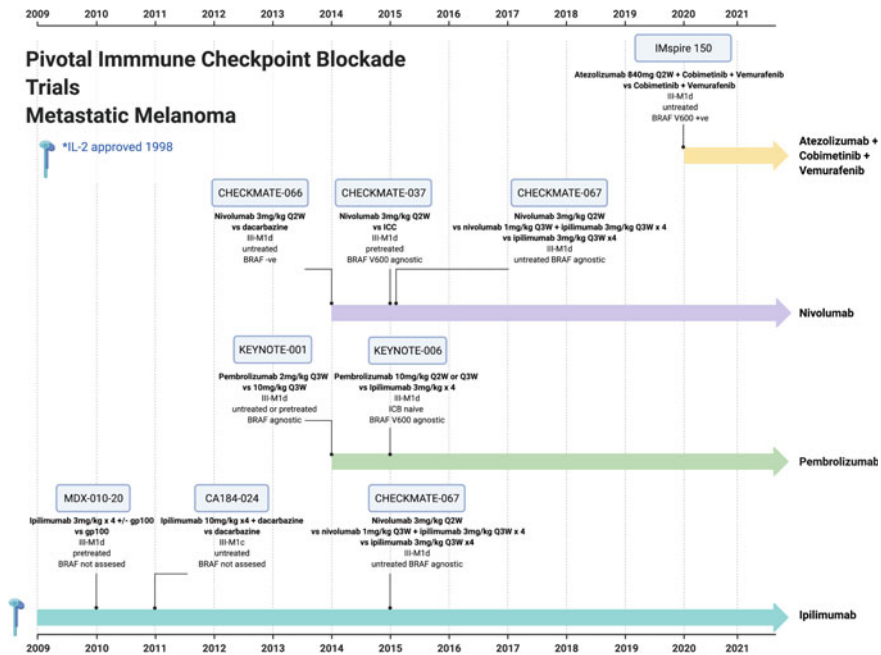 2009 2010 2011 2012 2013 2014 2015 2016 2017 2018 2019 2020 2021
Pivotal Immmune Checkpoint Blockade
Trials
Metastatic Melanoma
*IL-2 approved 1998
IMspire 150
Atezolizumab 840mg Q2W + Cobimetinib + Vemurafenib
vs Cobimetinib + Vemurafenib
III-M1d
untreated
BRAF V600 +ve
Atezolizumab +
Cobimetinib +
Vemurafenib
CHECKMATE-066
Nivolumab 3mg/kg Q2W
vs dacarbazine
III-M1d
untreated
BRAF -ve
CHECKMATE-037
Nivolumab 3mg/kg Q2W
vs ICC
III-M1d
pretreated
BRAF V600 agnostic
CHECKMATE-067
Nivolumab 3mg/kg Q2W
vs nivolumab 1mg/kg Q3W + ipilimumab 3mg/kg Q3W x 4
vs ipilimumab 3mg/kg Q3W x4
III-M1d
untreated BRAF agnostic
Nivolumab
KEYNOTE-001
Pembrolizumab 2mg/kg Q3W
vs 10mg/kg Q3W
III-M1d
untreated or pretreated
BRAF agnostic
KEYNOTE-006
Pembrolizumab 10mg/kg Q2W or Q3W
vs Ipilimumab 3mg/kg x 4
III-M1d
ICB naive
BRAF V600 agnostic
Pembrolizumab
MDX-010-20
Ipilimumab 3mg/kg x 4 +/- gp100
vs gp100
III-M1d
pretreated
BRAF not assesed
CA184-024
Ipilimumab 10mg/kg x4 + dacarbazine
vs dacarbazine
III-M1c
untreated
BRAF not assesed
CHECKMATE-067
Nivolumab 3mg/kg Q2W
vs nivolumab 1mg/kg Q3W + ipilimumab 3mg/kg Q3W x 4
vs ipilimumab 3mg/kg Q3W x4
III-M1d
untreated BRAF agnostic
Ipilimumab
2009 2010 2011 2012 2013 2014 2015 2016 2017 2018 2019 2020 2021